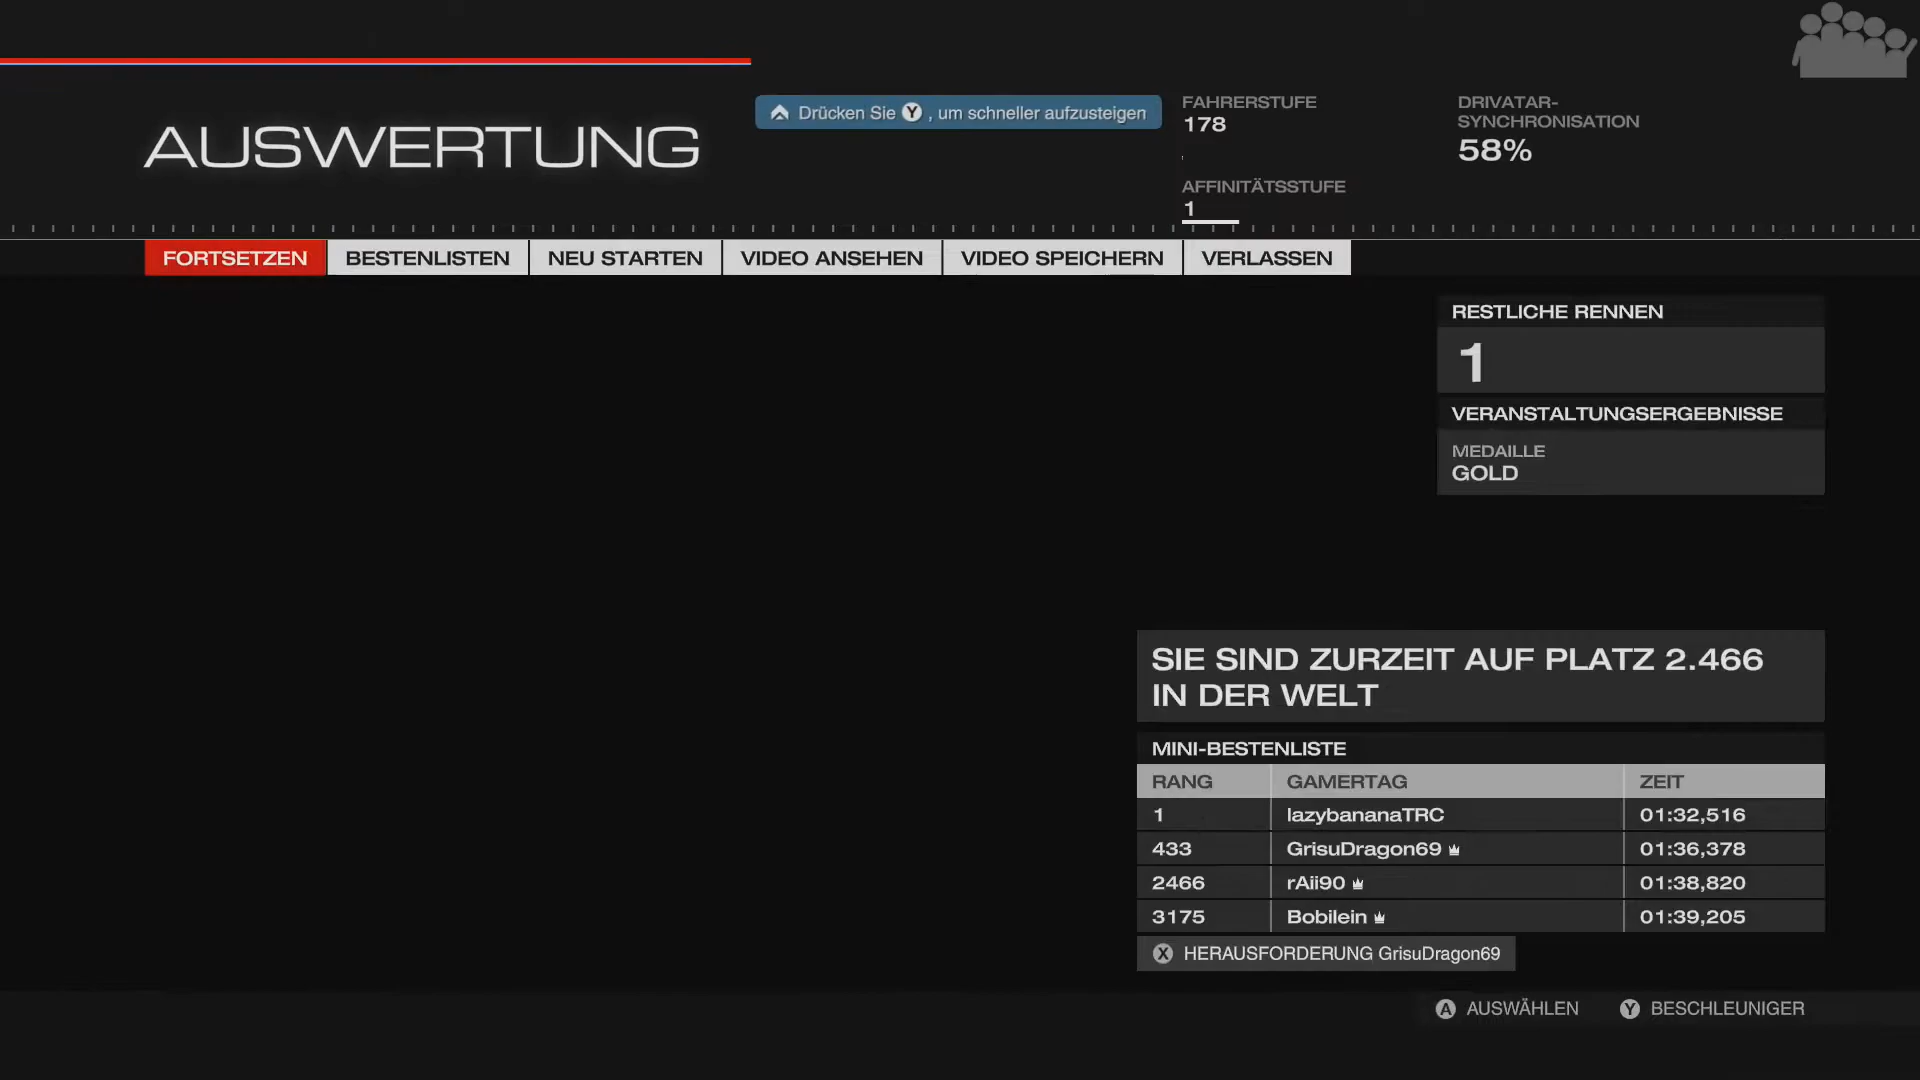 AUSWERTUNG
Drücken Sie Y , um schneller aufzusteigen
FAHRERSTUFE
178
AFFINITÄTSSTUFE
1
DRIVATAR-
SYNCHRONISATION
58%
FORTSETZEN BESTENLISTEN NEU STARTEN VIDEO ANSEHEN VIDEO SPEICHERN VERLASSEN
RESTLICHE RENNEN
1
VERANSTALTUNGSERGEBNISSE
MEDAILLE
GOLD
SIE SIND ZURZEIT AUF PLATZ 2.466
IN DER WELT
MINI-BESTENLISTE
RANG GAMERTAG ZEIT
1 lazybananaTRC 01:32,516
433 GrisuDragon69 01:36,378
2466 rAii90 01:38,820
3175 Bobilein 01:39,205
X HERAUSFORDERUNG GrisuDragon69
A AUSWÄHLEN Y BESCHLEUNIGER